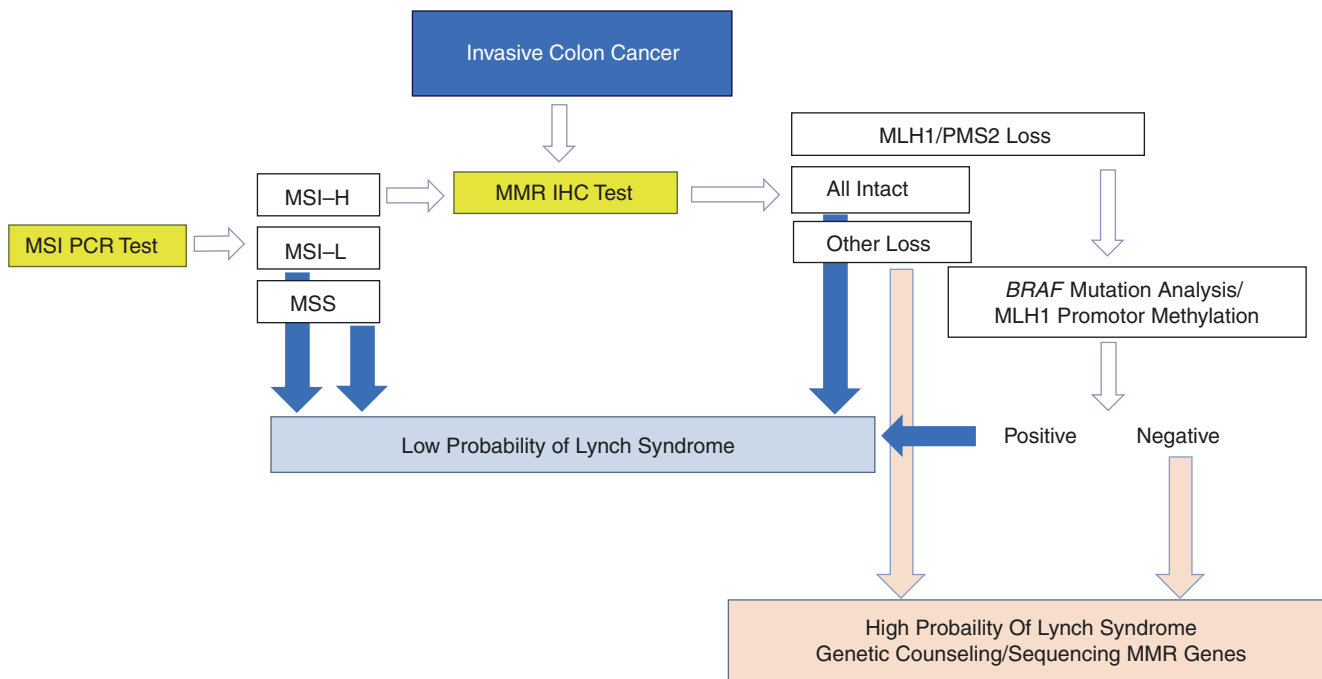 Invasive Colon Cancer
MLH1/PMS2 Loss
MSI–H
MMR IHC Test
All Intact
MSI PCR Test
MSI–L
Other Loss
MSS
BRAF Mutation Analysis/
MLH1 Promotor Methylation
Low Probability of Lynch Syndrome
Positive
Negative
High Probaility Of Lynch Syndrome
Genetic Counseling/Sequencing MMR Genes